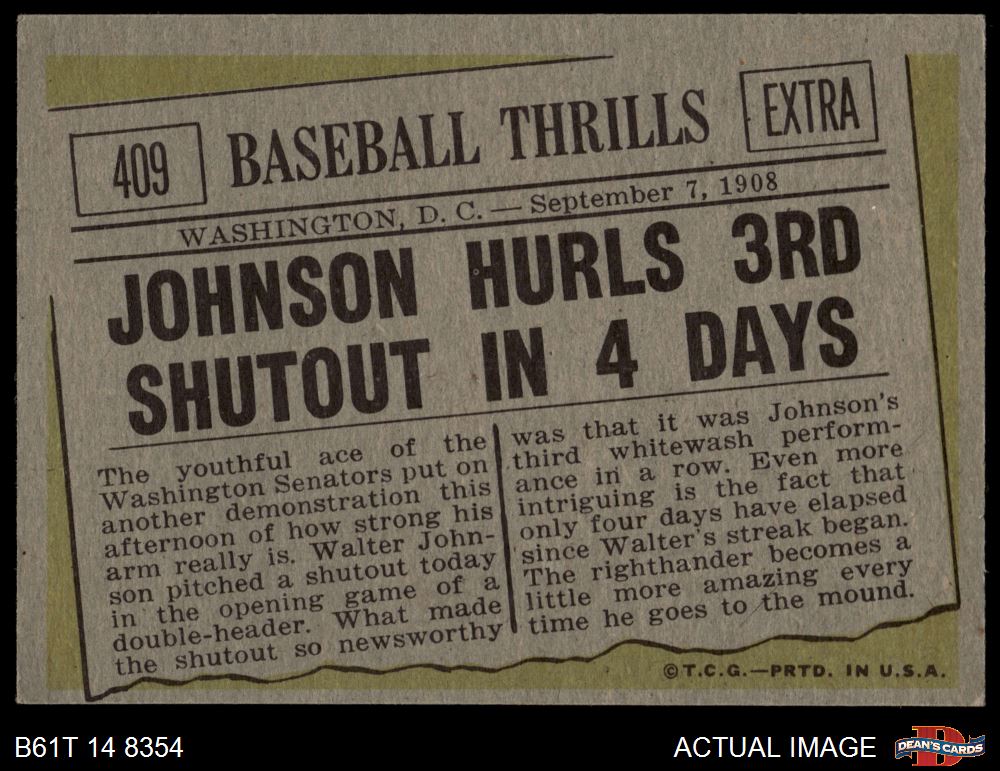 409
BASEBALL THRILLS
EXTRA
WASHINGTON, D. C. — September 7, 1908
JOHNSON HURLS 3RD
SHUTOUT IN 4 DAYS
The youthful ace of the
Washington Senators put on
another demonstration this
afternoon of how strong his
arm really is. Walter John-
son pitched a shutout today
in the opening game of a
double-header. What made
the shutout so newsworthy
was that it was Johnson's
third whitewash perform-
ance in a row. Even more
intriguing is the fact that
only four days have elapsed
since Walter's streak began.
The righthander becomes a
little more amazing every
time he goes to the mound.
©T.C.G.—PRTD. IN U.S.A.
B61T 14 8354
ACTUAL IMAGE
D
DEAN'S CARDS